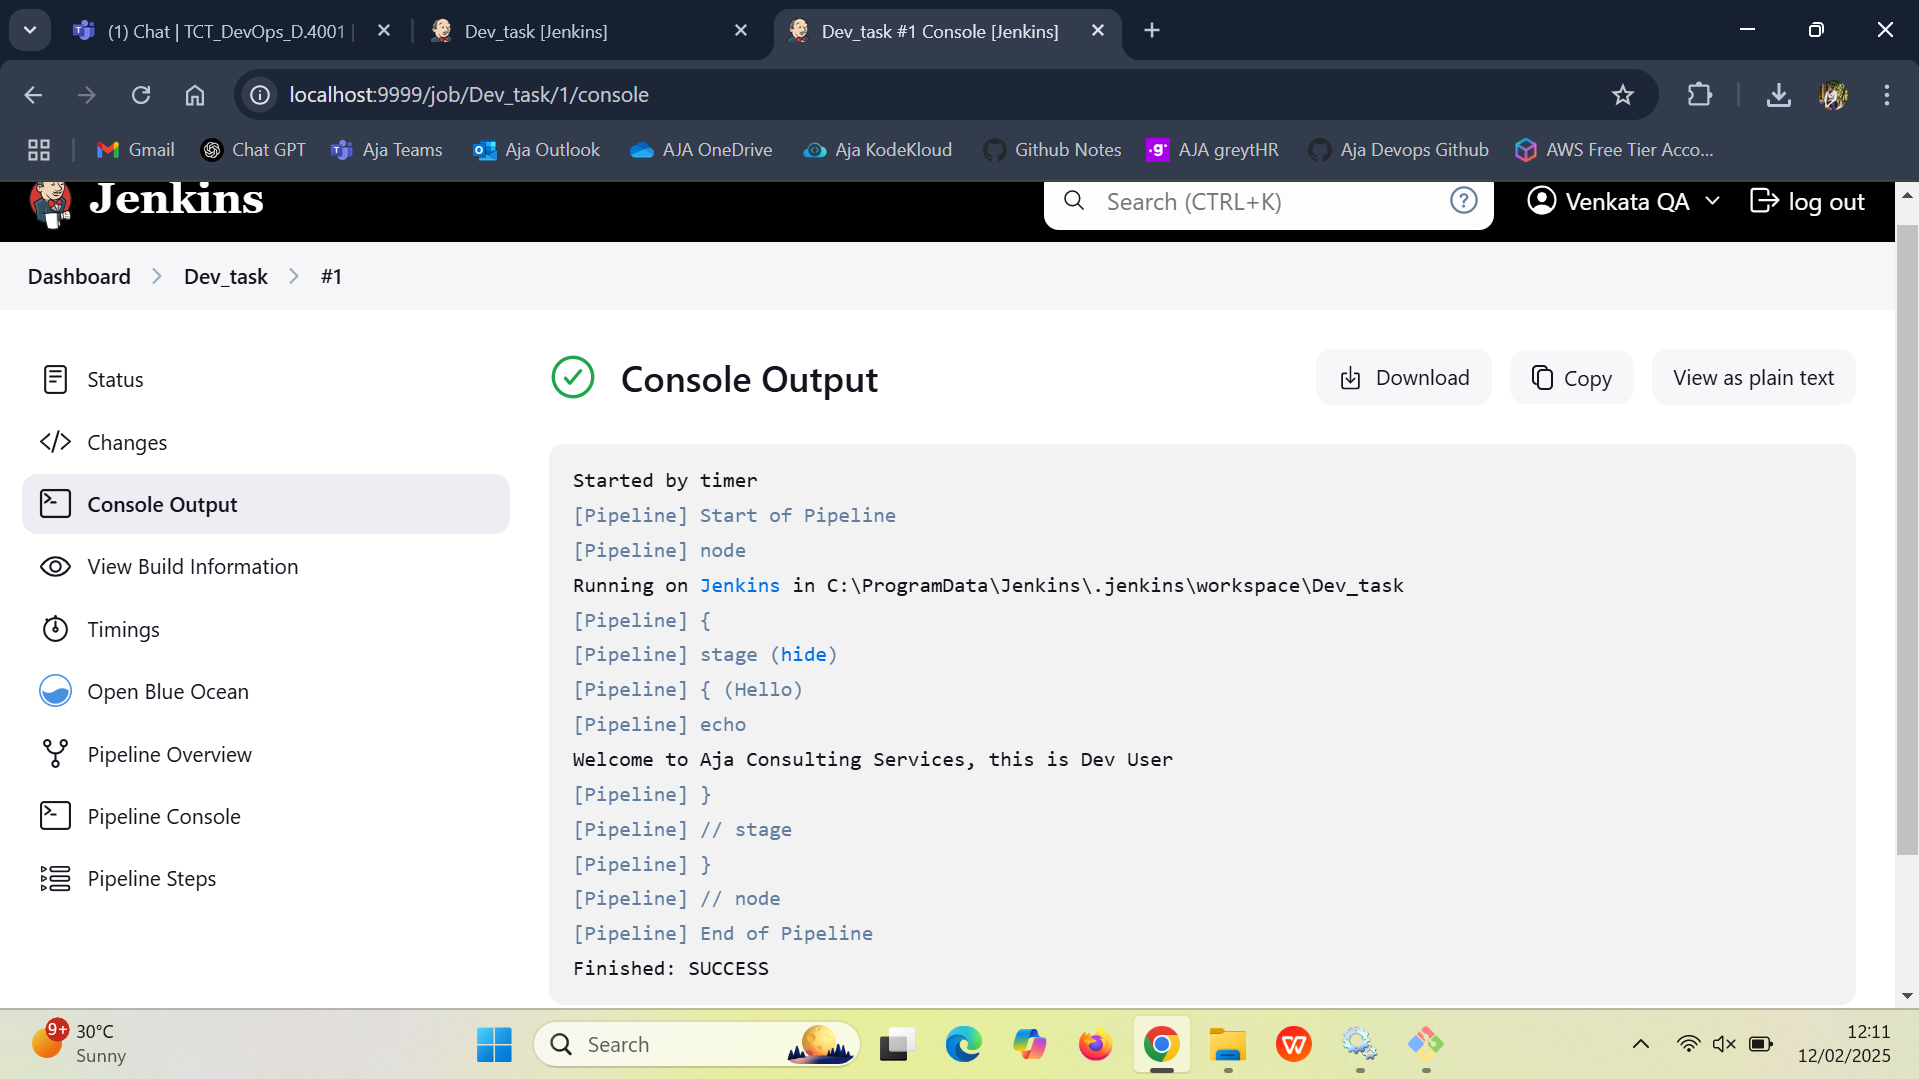 (1) Chat | TCT_DevOps_D.4001 |
Dev_task [Jenkins]
Dev_task #1 Console [Jenkins]
localhost:9999/job/Dev_task/1/console
Gmail
Chat GPT
Aja Teams
Aja Outlook
AJA OneDrive
Aja KodeKloud
Github Notes
AJA greytHR
Aja Devops Github
AWS Free Tier Acco...
Jenkins
Search (CTRL+K)
Venkata QA
log out
Dashboard
Dev_task
#1
Status
Changes
Console Output
View Build Information
Timings
Open Blue Ocean
Pipeline Overview
Pipeline Console
Pipeline Steps
Console Output
Download
Copy
View as plain text
Started by timer
[Pipeline] Start of Pipeline
[Pipeline] node
Running on Jenkins in C:\ProgramData\Jenkins\.jenkins\workspace\Dev_task
[Pipeline] {
[Pipeline] stage (hide)
[Pipeline] { (Hello)
[Pipeline] echo
Welcome to Aja Consulting Services, this is Dev User
[Pipeline] }
[Pipeline] // stage
[Pipeline] }
[Pipeline] // node
[Pipeline] End of Pipeline
Finished: SUCCESS
9+
30°C
Sunny
Search
12:11
12/02/2025